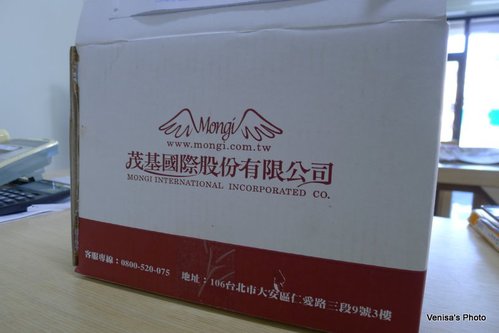 Mongi
www.mongi.com.tw
茂基國際股份有限公司
MONGI INTERNATIONAL INCORPORATED CO.
客服專線：0800-520-075 地址：106台北市大安區仁愛路三段9號3樓
Venisa's Photo